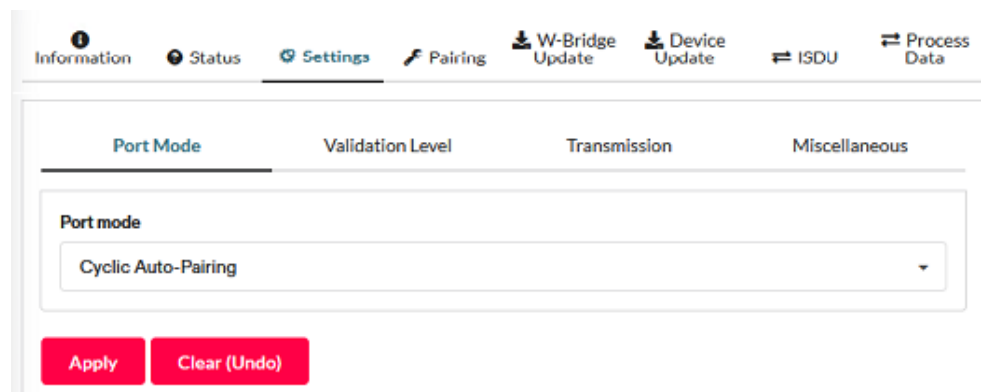 Information
Status
Settings
Pairing
W-Bridge
Update
Device
Update
ISDU
Process
Data
Port Mode
Validation Level
Transmission
Miscellaneous
Port mode
Cyclic Auto-Pairing
Apply
Clear (Undo)